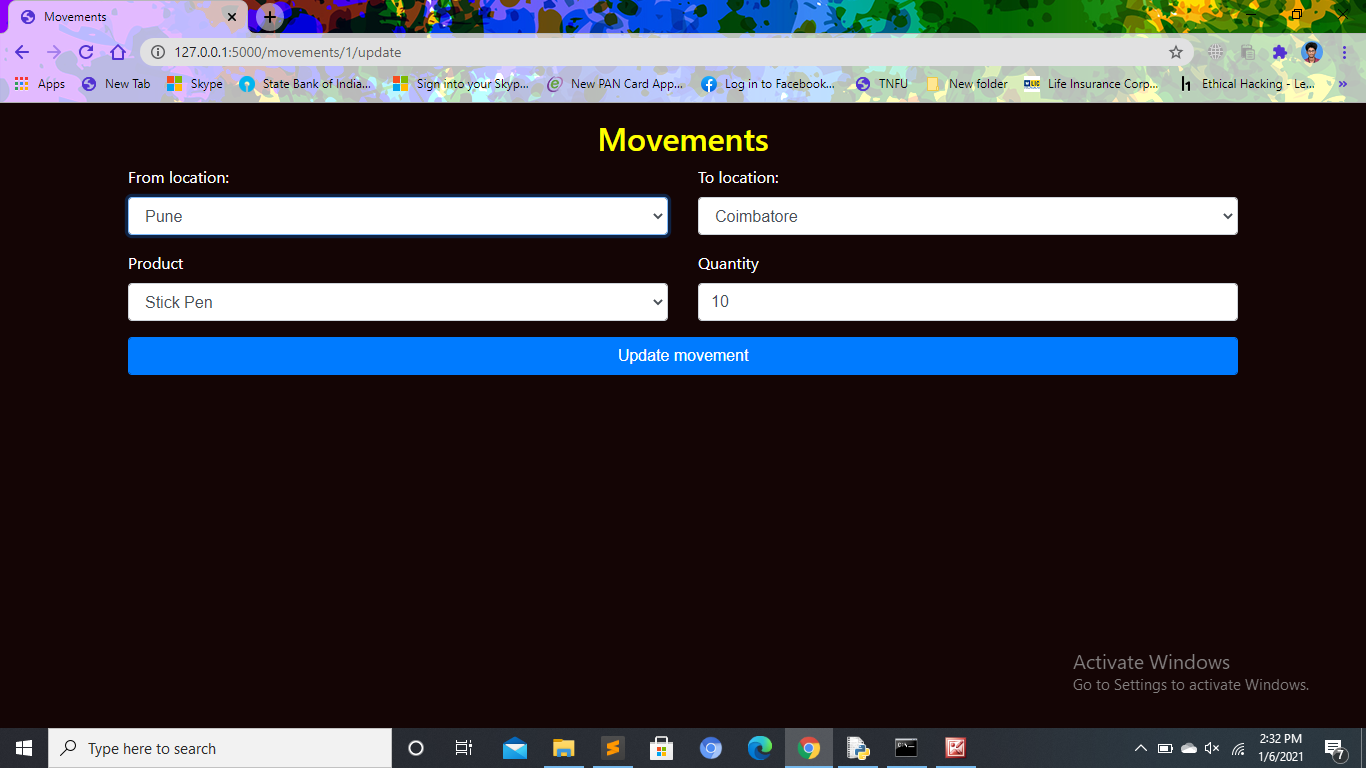 Movements
127.0.0.1:5000/movements/1/update
Apps New Tab Skype State Bank of India... Sign into your Skyp... New PAN Card App... Log in to Facebook... TNFU New folder Life Insurance Corp... Ethical Hacking - Le... »
Movements
From location: To location:
Pune Coimbatore
Product Quantity
Stick Pen 10
Update movement
Activate Windows
Go to Settings to activate Windows.
Type here to search
2:32 PM
1/6/2021
7